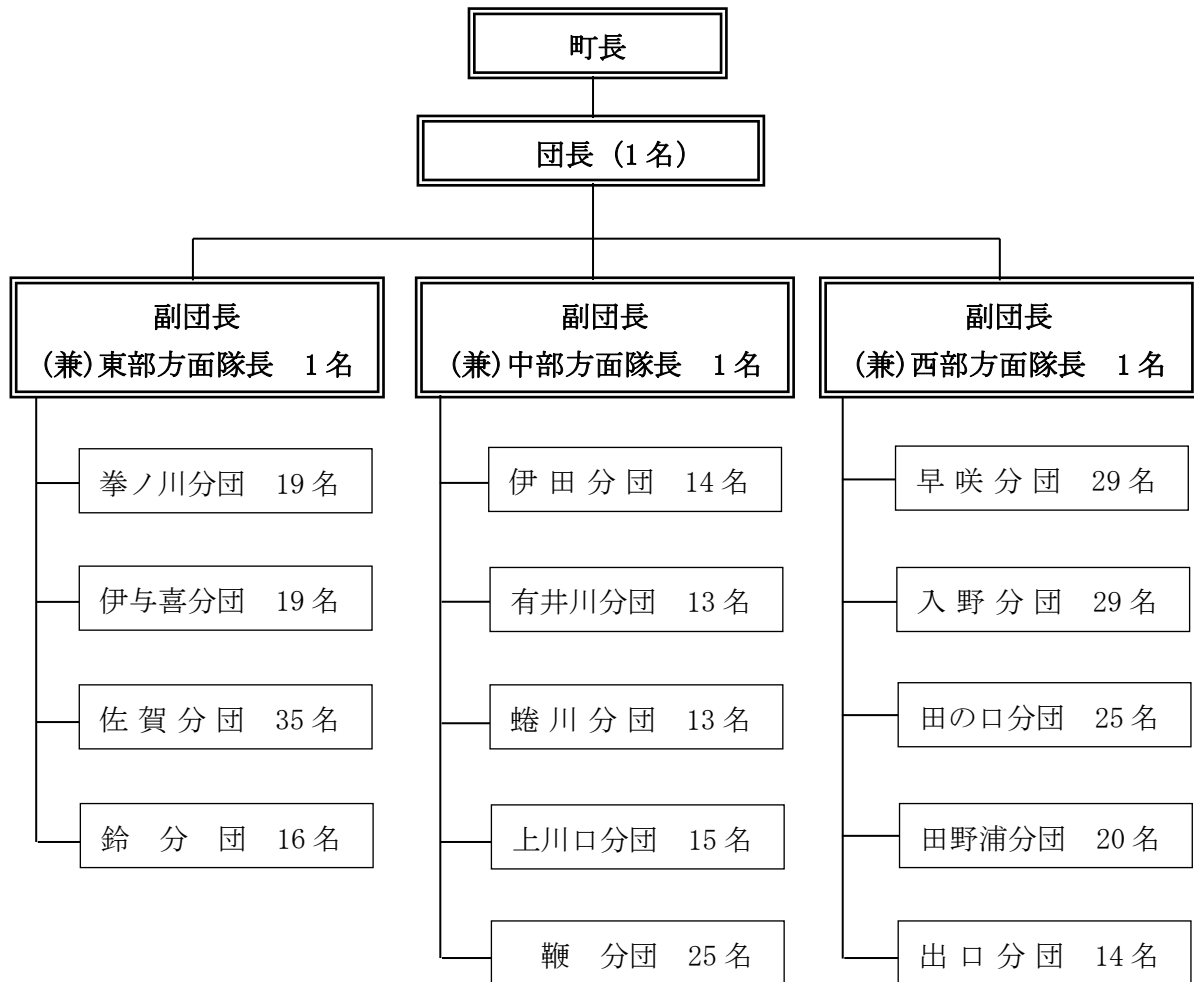 町長
団長（1名）
副団長
(兼)東部方面隊長　1名
拳ノ川分団　19名
伊与喜分団　19名
佐賀分団　35名
鈴　分　団　16名
副団長
(兼)中部方面隊長　1名
伊田分団　14名
有井川分団　13名
蜷川分団　13名
上川口分団　15名
鞭　分団　25名
副団長
(兼)西部方面隊長　1名
早咲分団　29名
入野分団　29名
田の口分団　25名
田野浦分団　20名
出口分団　14名